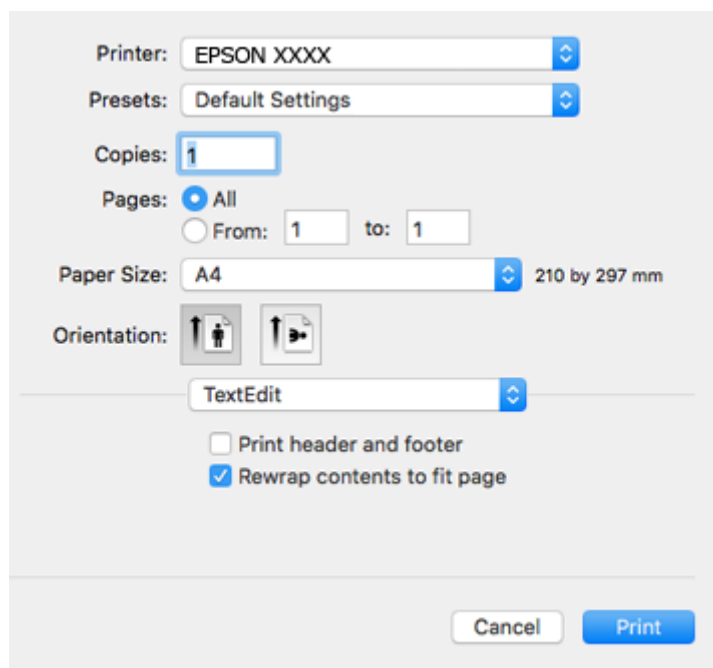 Printer: EPSON XXXX
Presets: Default Settings
Copies: 1
Pages: All
From: 1 to: 1
Paper Size: A4 210 by 297 mm
Orientation:
TextEdit
Print header and footer
Rewrap contents to fit page
Cancel Print